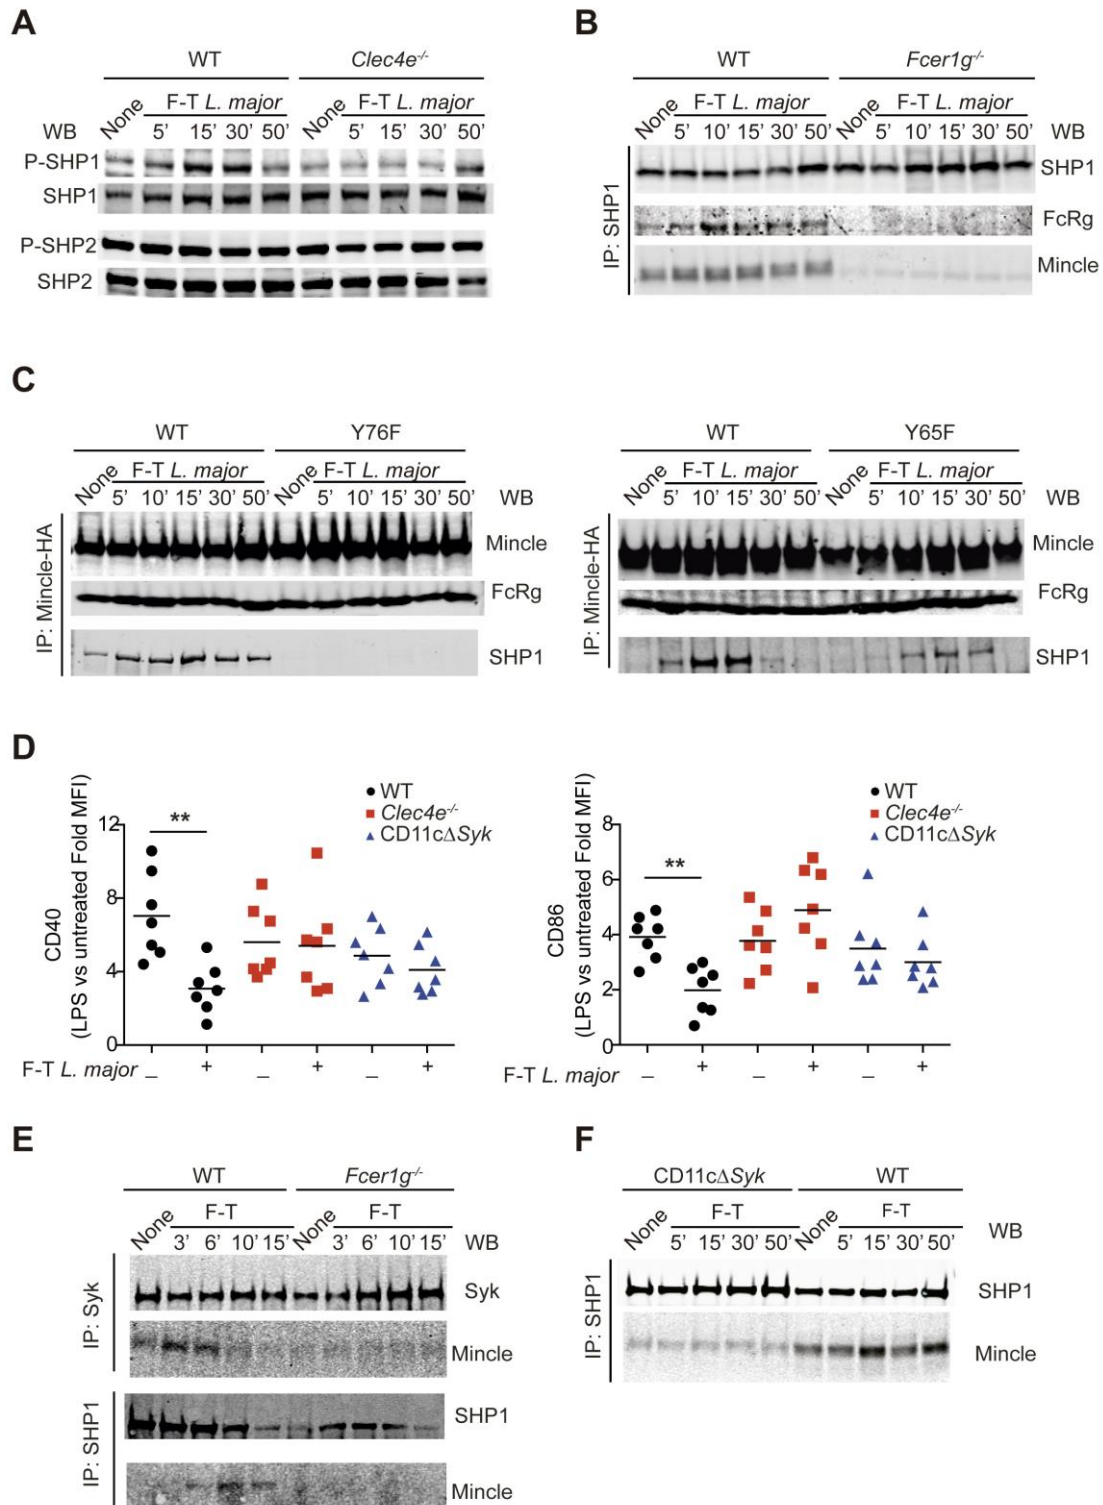 A
WT Clec4e-/-
None F-T L. major None F-T L. major
WB 5’ 15’ 30’ 50’ 5’ 15’ 30’ 50’
P-SHP1
SHP1
P-SHP2
SHP2
B
WT Fcer1g-/-
None F-T L. major None F-T L. major
5’ 10’ 15’ 30’ 50’ 5’ 10’ 15’ 30’ 50’ WB
IP: SHP1
SHP1
FcRg
Mincle
C
WT Y76F
None F-T L. major None F-T L. major
5’ 10’ 15’ 30’ 50’ 5’ 10’ 15’ 30’ 50’ WB
IP: Mincle-HA
Mincle
FcRg
SHP1
WT Y65F
None F-T L. major None F-T L. major
5’ 10’ 15’ 30’ 50’ 5’ 10’ 15’ 30’ 50’ WB
IP: Mincle-HA
Mincle
FcRg
SHP1
D
CD40
(LPS vs untreated Fold MFI)
WT
Clec4e-/-
CD11cΔSyk
**
12
8
4
0
F-T L. major – + – + – +
CD86
(LPS vs untreated Fold MFI)
WT
Clec4e-/-
CD11cΔSyk
**
8
6
4
2
0
F-T L. major – + – + – +
E
WT Fcer1g-/-
None F-T None F-T
3’ 6’ 10’ 15’ 3’ 6’ 10’ 15’ WB
IP: Syk
Syk
Mincle
IP: SHP1
SHP1
Mincle
F
CD11cΔSyk WT
None F-T None F-T
5’ 15’ 30’ 50’ 5’ 15’ 30’ 50’ WB
IP: SHP1
SHP1
Mincle